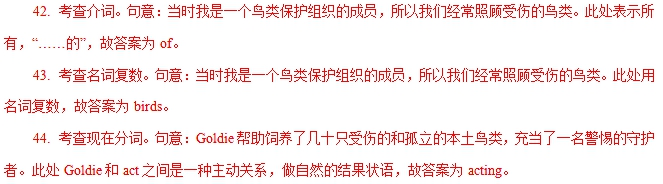 42. 考查介词。句意：当时我是一个鸟类保护组织的成员，所以我们经常照顾受伤的鸟类。此处表示所
有，“……的”，故答案为 of。
43. 考查名词复数。句意：当时我是一个鸟类保护组织的成员，所以我们经常照顾受伤的鸟类。此处用
名词复数，故答案为 birds。
44. 考查现在分词。句意：Goldie 帮助饲养了几十只受伤的和孤立的本土鸟类，充当了一名警惕的守护
者。此处 Goldie 和 act 之间是一种主动关系，做自然的结果状语，故答案为 acting。